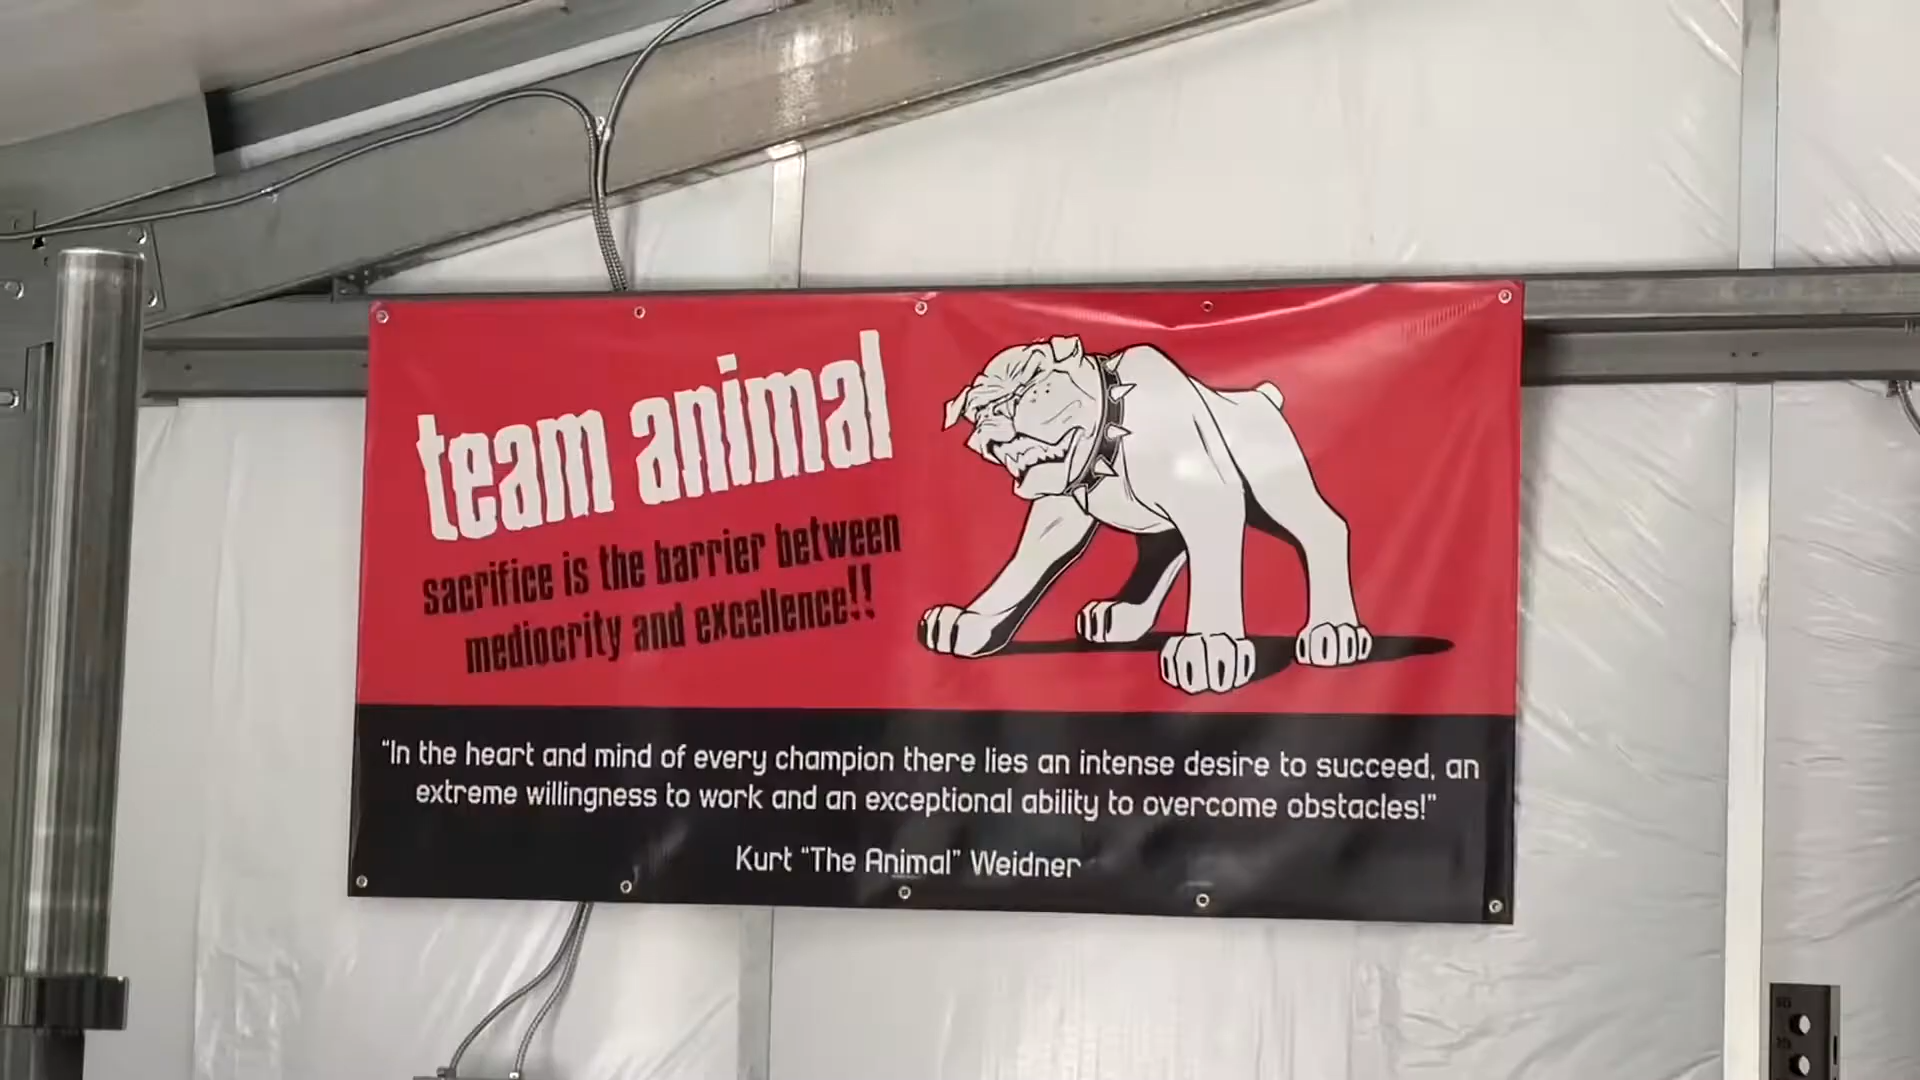 team animal
sacrifice is the barrier between
mediocrity and excellence!!
"In the heart and mind of every champion there lies an intense desire to succeed, an
extreme willingness to work and an exceptional ability to overcome obstacles!"
Kurt "The Animal" Weidner